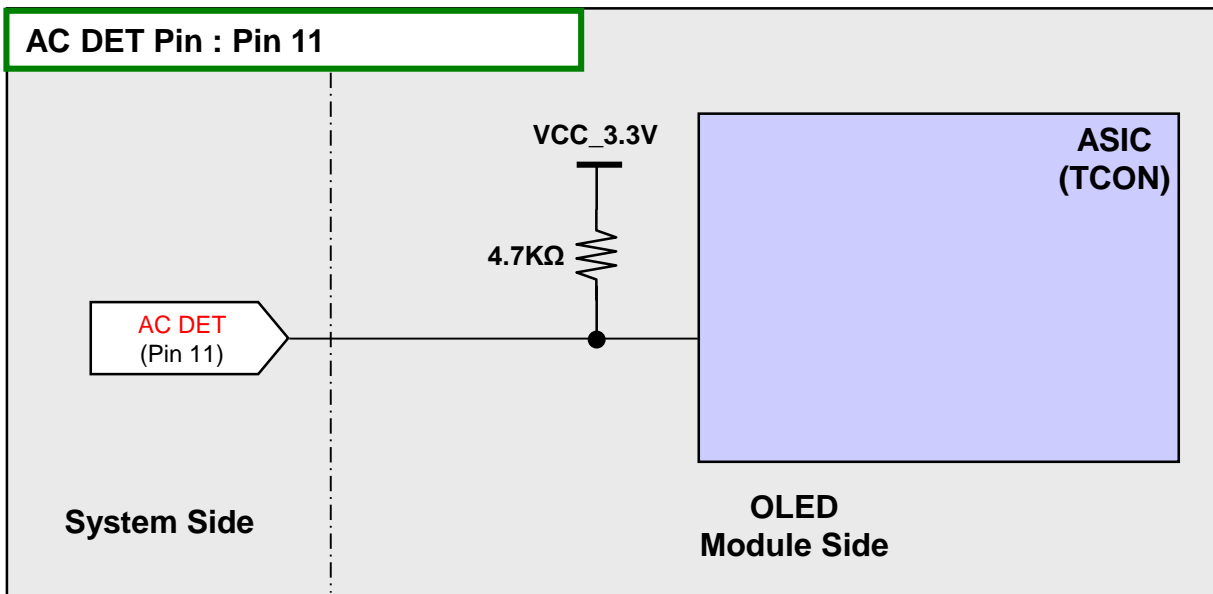 AC DET Pin : Pin 11
VCC_3.3V
ASIC
(TCON)
4.7KΩ
AC DET
(Pin 11)
System Side
OLED
Module Side